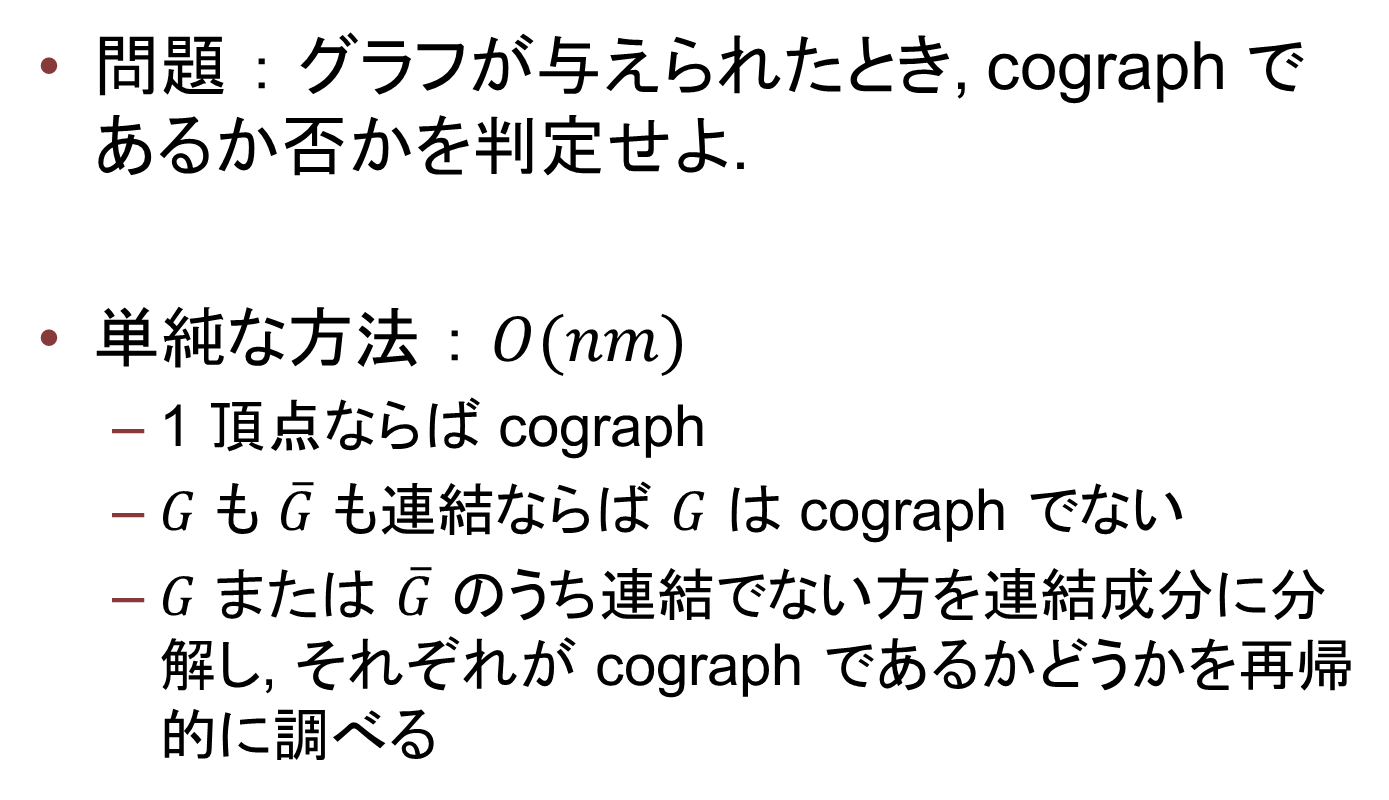 • 問題：グラフが与えられたとき, cograph で
あるか否かを判定せよ.
• 単純な方法：𝑂(𝑛𝑚)
– 1 頂点ならば cograph
– 𝐺 も 𝐺̅ も連結ならば 𝐺 は cograph でない
– 𝐺 または 𝐺̅ のうち連結でない方を連結成分に分
解し, それぞれが cograph であるかどうかを再帰
的に調べる